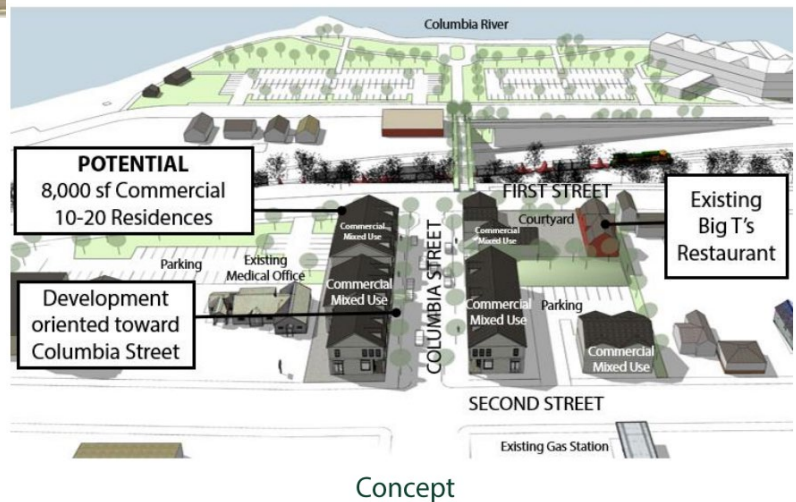 Columbia River
POTENTIAL
8,000 sf Commercial
10-20 Residences
FIRST STREET
Existing
Big T's
Restaurant
Courtyard
Commercial
Mixed Use
Commercial
Mixed Use
Parking
Existing
Medical Office
Commercial
Mixed Use
COLUMBIA STREET
Commercial
Mixed Use
Parking
Development
oriented toward
Columbia Street
Commercial
Mixed Use
SECOND STREET
Existing Gas Station
Concept